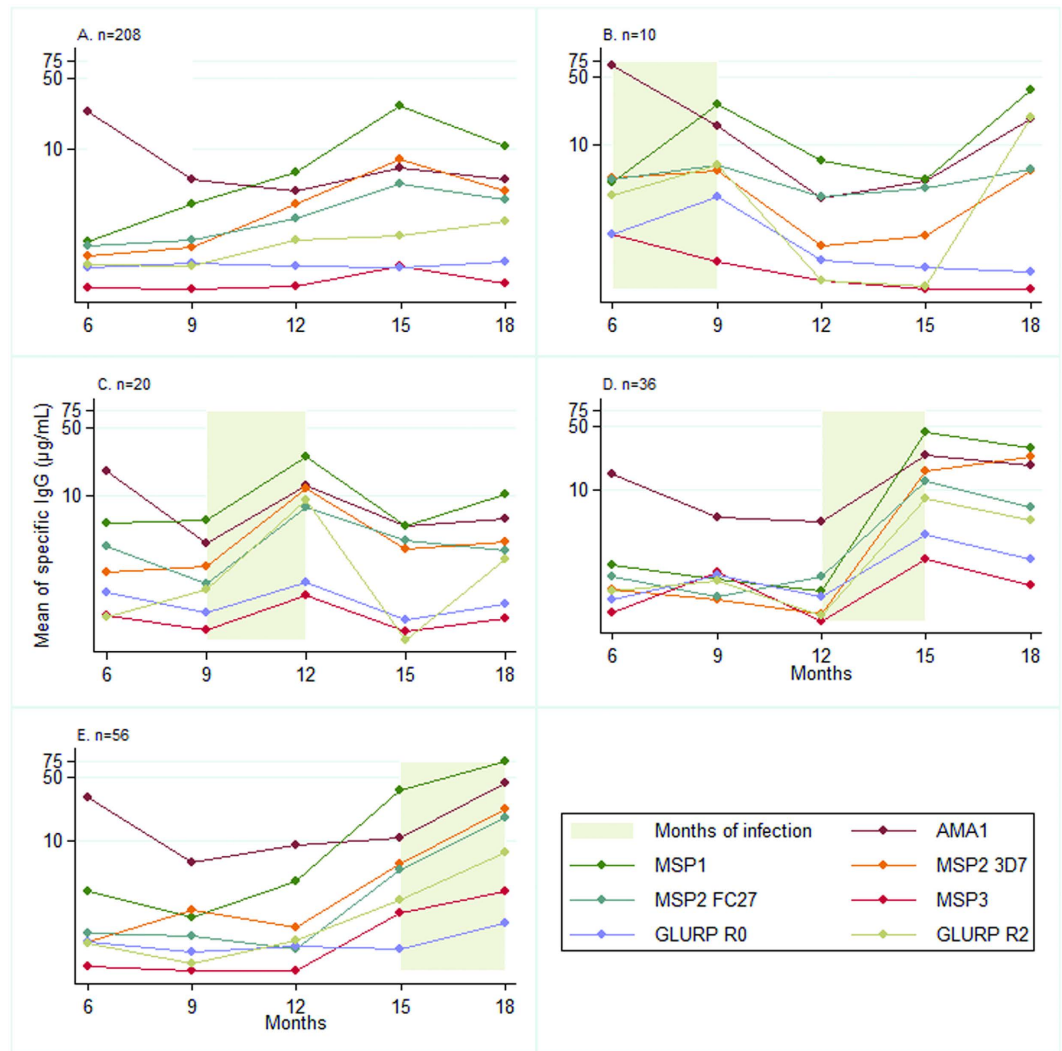 A. n=208
75
50
10
6 9 12 15 18
B. n=10
75
50
10
6 9 12 15 18
Mean of specific IgG (µg/mL)
C. n=20
75
50
10
6 9 12 15 18
D. n=36
75
50
10
6 9 12 15 18
Months
E. n=56
75
50
10
6 9 12 15 18
Months
Months of infection AMA1
MSP1 MSP2 3D7
MSP2 FC27 MSP3
GLURP R0 GLURP R2